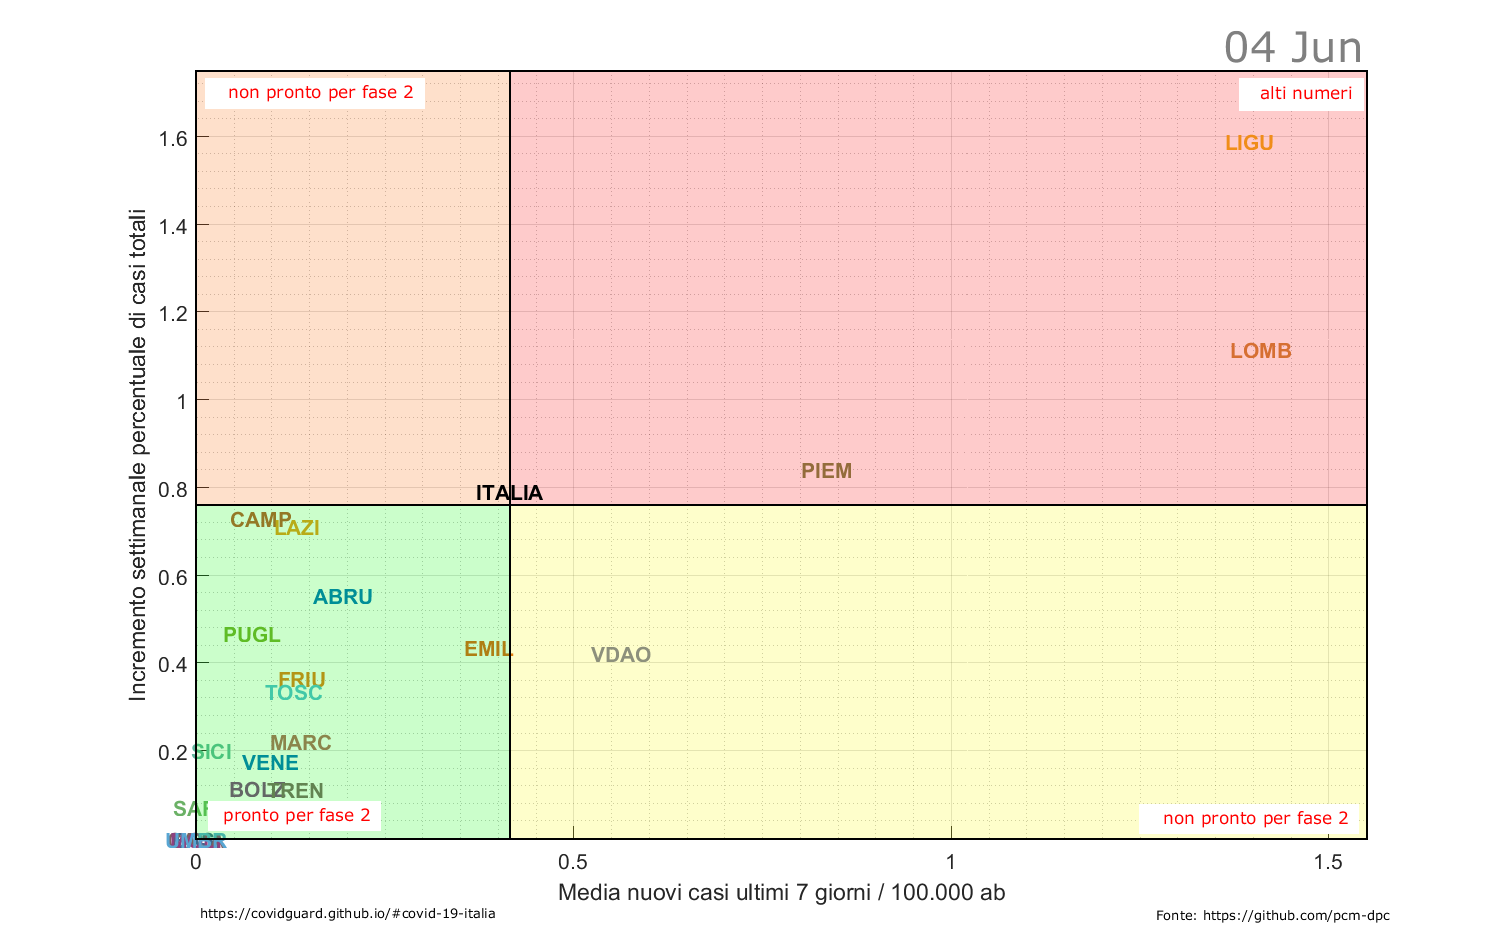 04 Jun
non pronto per fase 2
alti numeri
LIGU
1.6
1.4
1.2
LOMB
1
PIEM
0.8
ITALIA
CAMP
LAZI
0.6
ABRU
PUGL
EMIL
VDAO
0.4
FRIU
TOSC
MARC
SICI
0.2
VENE
BOLZ
TREN
pronto per fase 2
non pronto per fase 2
0
0.5
1
1.5
Incremento settimanale percentuale di casi totali
Media nuovi casi ultimi 7 giorni / 100.000 ab
https://covidguard.github.io/#covid-19-italia
Fonte: https://github.com/pcm-dpc